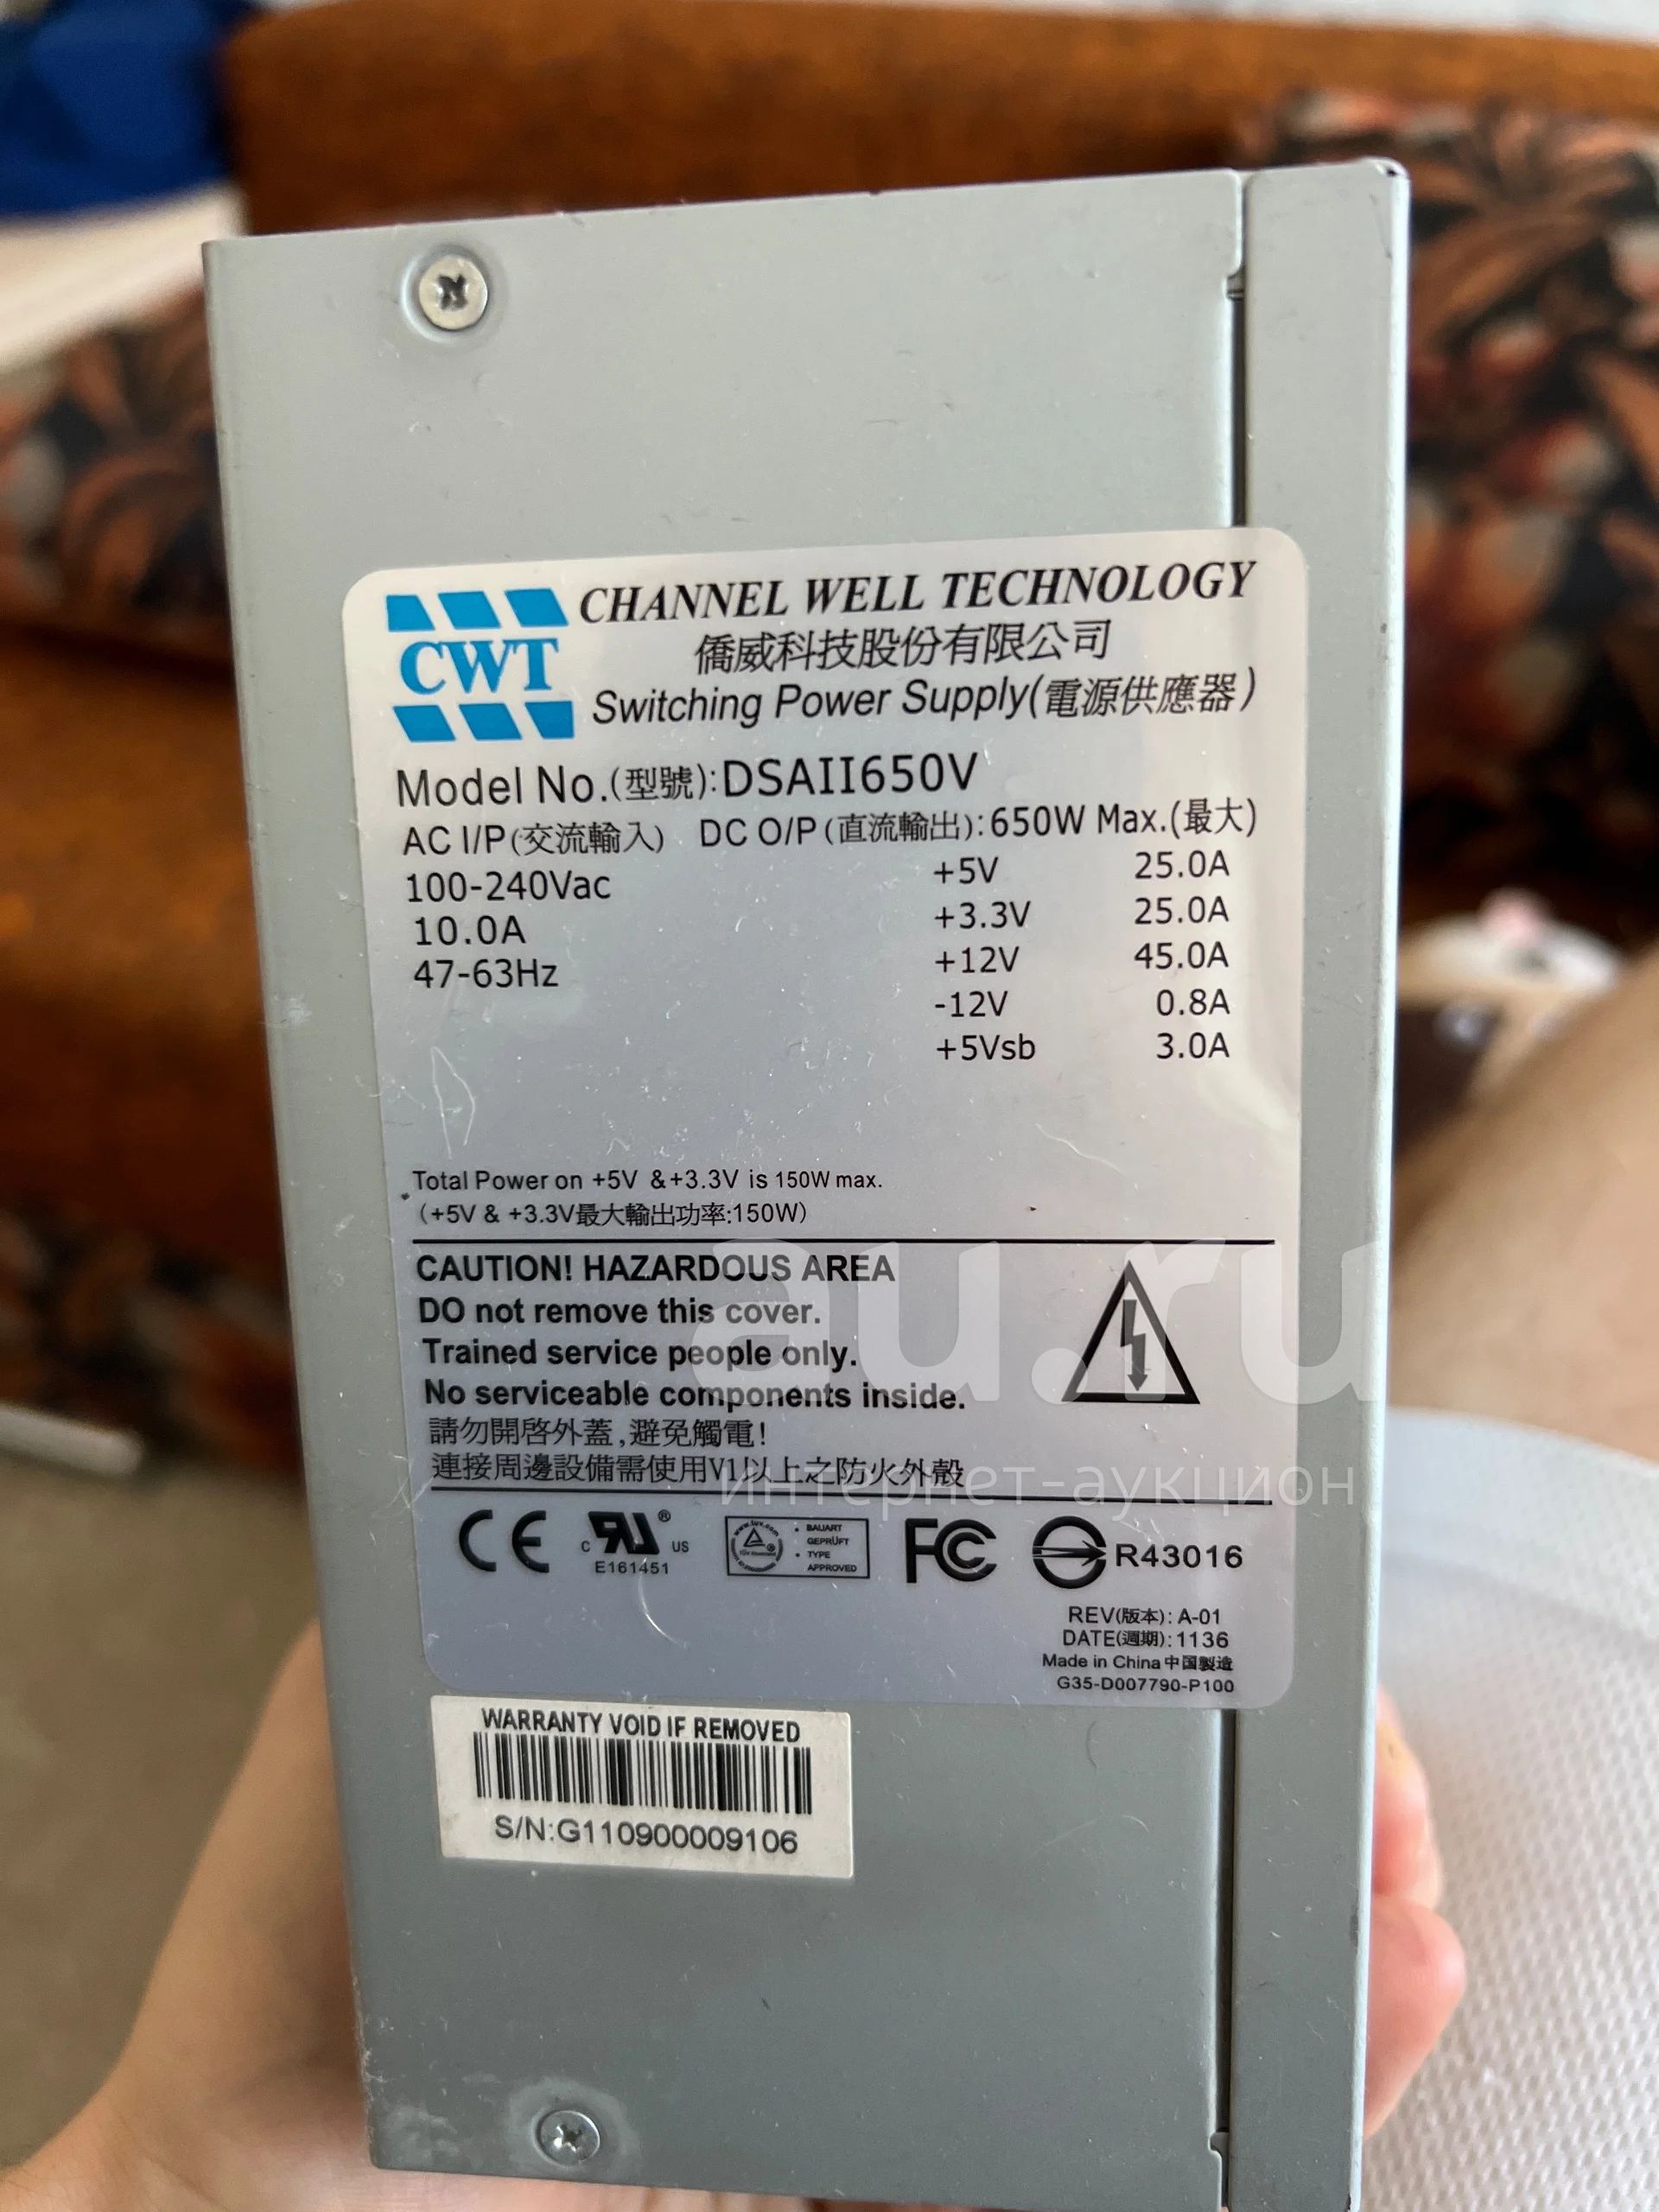 CWT
CHANNEL WELL TECHNOLOGY
僑威科技股份有限公司
Switching Power Supply(電源供應器)
Model No.(型號):DSAII650V
AC I/P(交流輸入) DC O/P(直流輸出):650W Max.(最大)
100-240Vac
10.0A
47-63Hz
+5V 25.0A
+3.3V 25.0A
+12V 45.0A
-12V 0.8A
+5Vsb 3.0A
Total Power on +5V &+3.3V is 150W max.
(+5V & +3.3V最大輸出功率:150W)
CAUTION! HAZARDOUS AREA
DO not remove this cover.
Trained service people only.
No serviceable components inside.
請勿開啓外蓋,避免觸電!
連接周邊設備需使用V1以上之防火外殼
au.ru
интернет-аукцион
CE
c RU ® US
E161451
www.tuv.com
BAUART
GEPRÜFT
TYPE
APPROVED
FC
R43016
REV(版本): A-01
DATE(週期):1136
Made in China 中国製造
G35-D007790-P100
WARRANTY VOID IF REMOVED
S/N:G110900009106